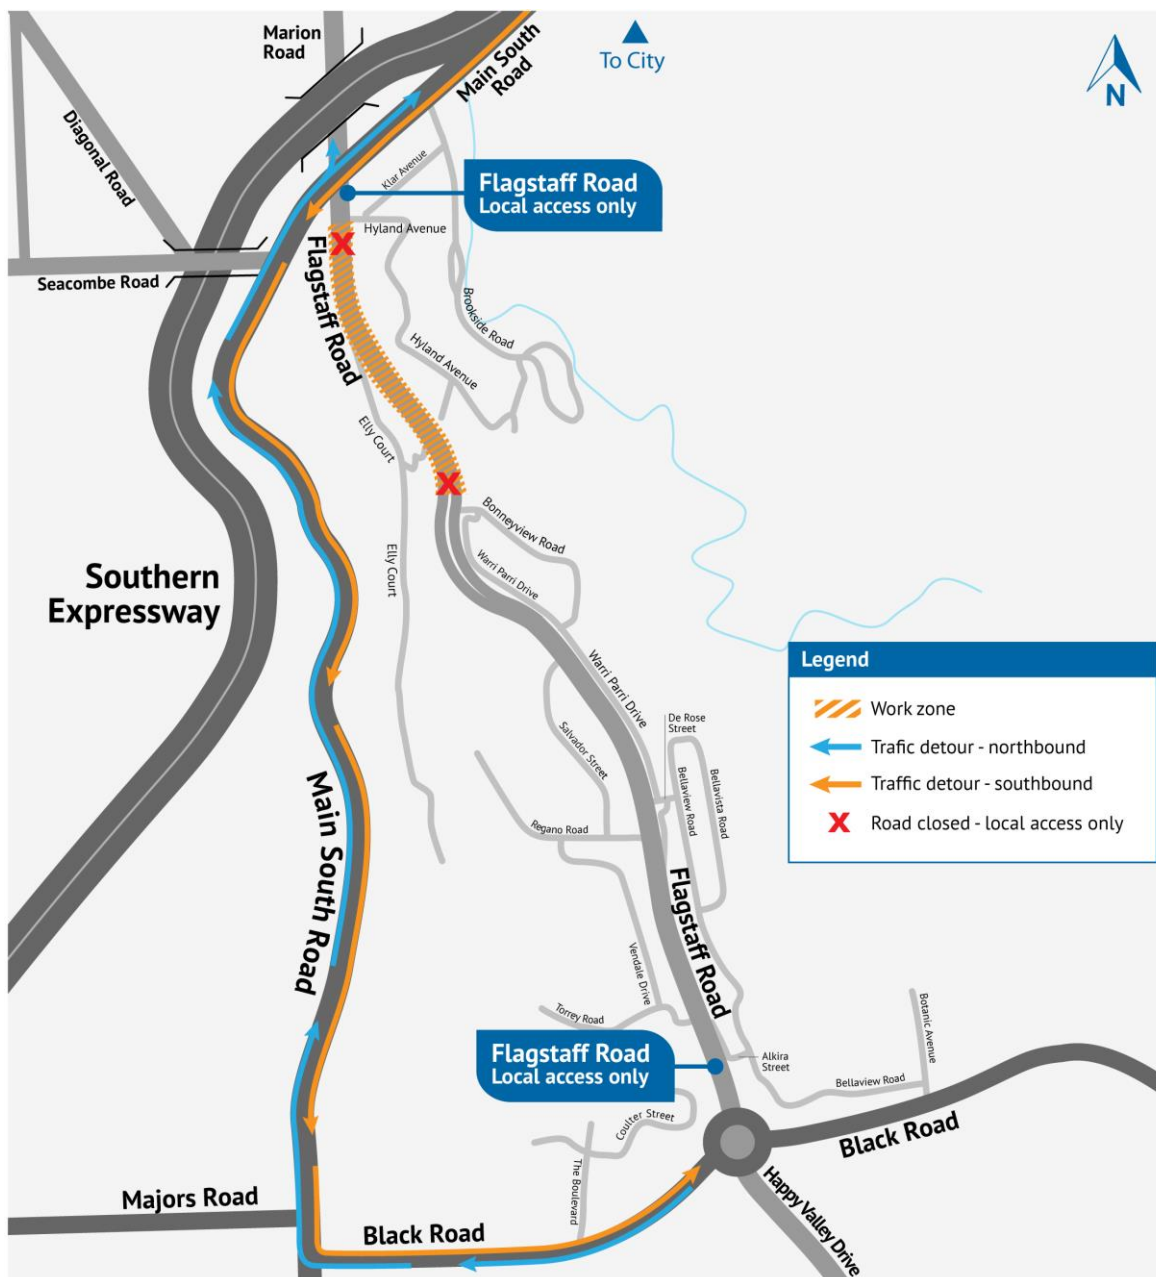 Marion
Road
Main South
Road
To City
N
Diagonal Road
Klar Avenue
Flagstaff Road
Local access only
Hyland Avenue
Flagstaff Road
Seacombe Road
Brookside Road
Hyland Avenue
Elly Court
Bonneyview Road
Elly Court
Warri Parri Drive
Southern
Expressway
Warri Parri Drive
Legend
Work zone
Trafic detour - northbound
Traffic detour - southbound
X Road closed - local access only
De Rose
Street
Salvador Street
Bellaview Road
Bellavista Road
Main South Road
Regano Road
Flagstaff Road
Vendale Drive
Torrey Road
Botanic Avenue
Flagstaff Road
Local access only
Alkira
Street
Bellaview Road
Coulter Street
Black Road
The Boulevard
Majors Road
Black Road
Happy Valley Drive